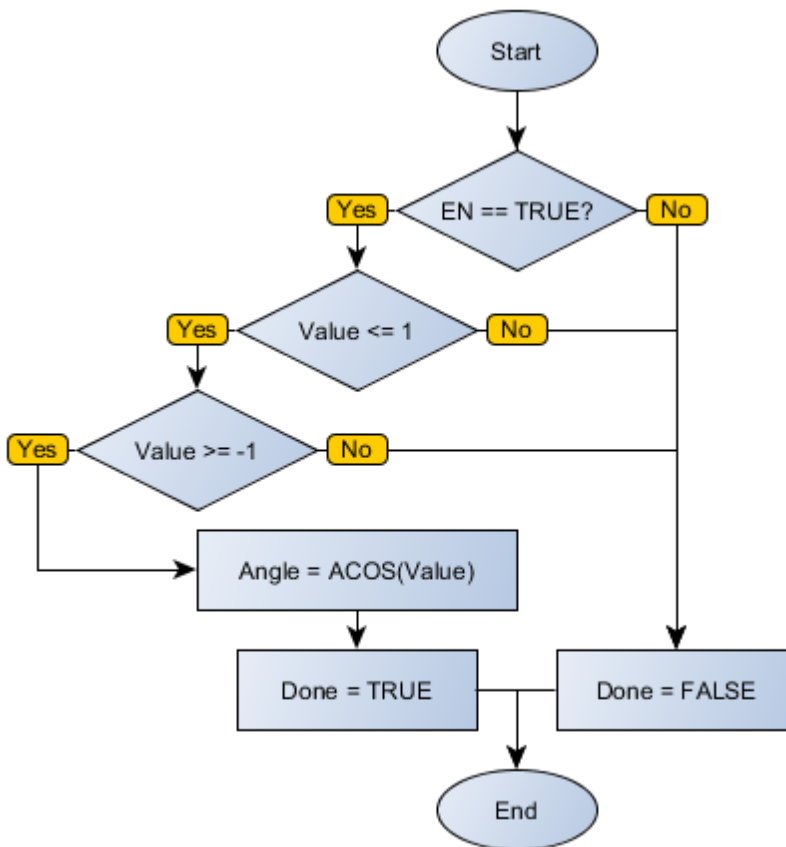 Start
EN == TRUE?
Yes
No
Value <= 1
Yes
No
Value >= -1
Yes
No
Angle = ACOS(Value)
Done = TRUE
Done = FALSE
End